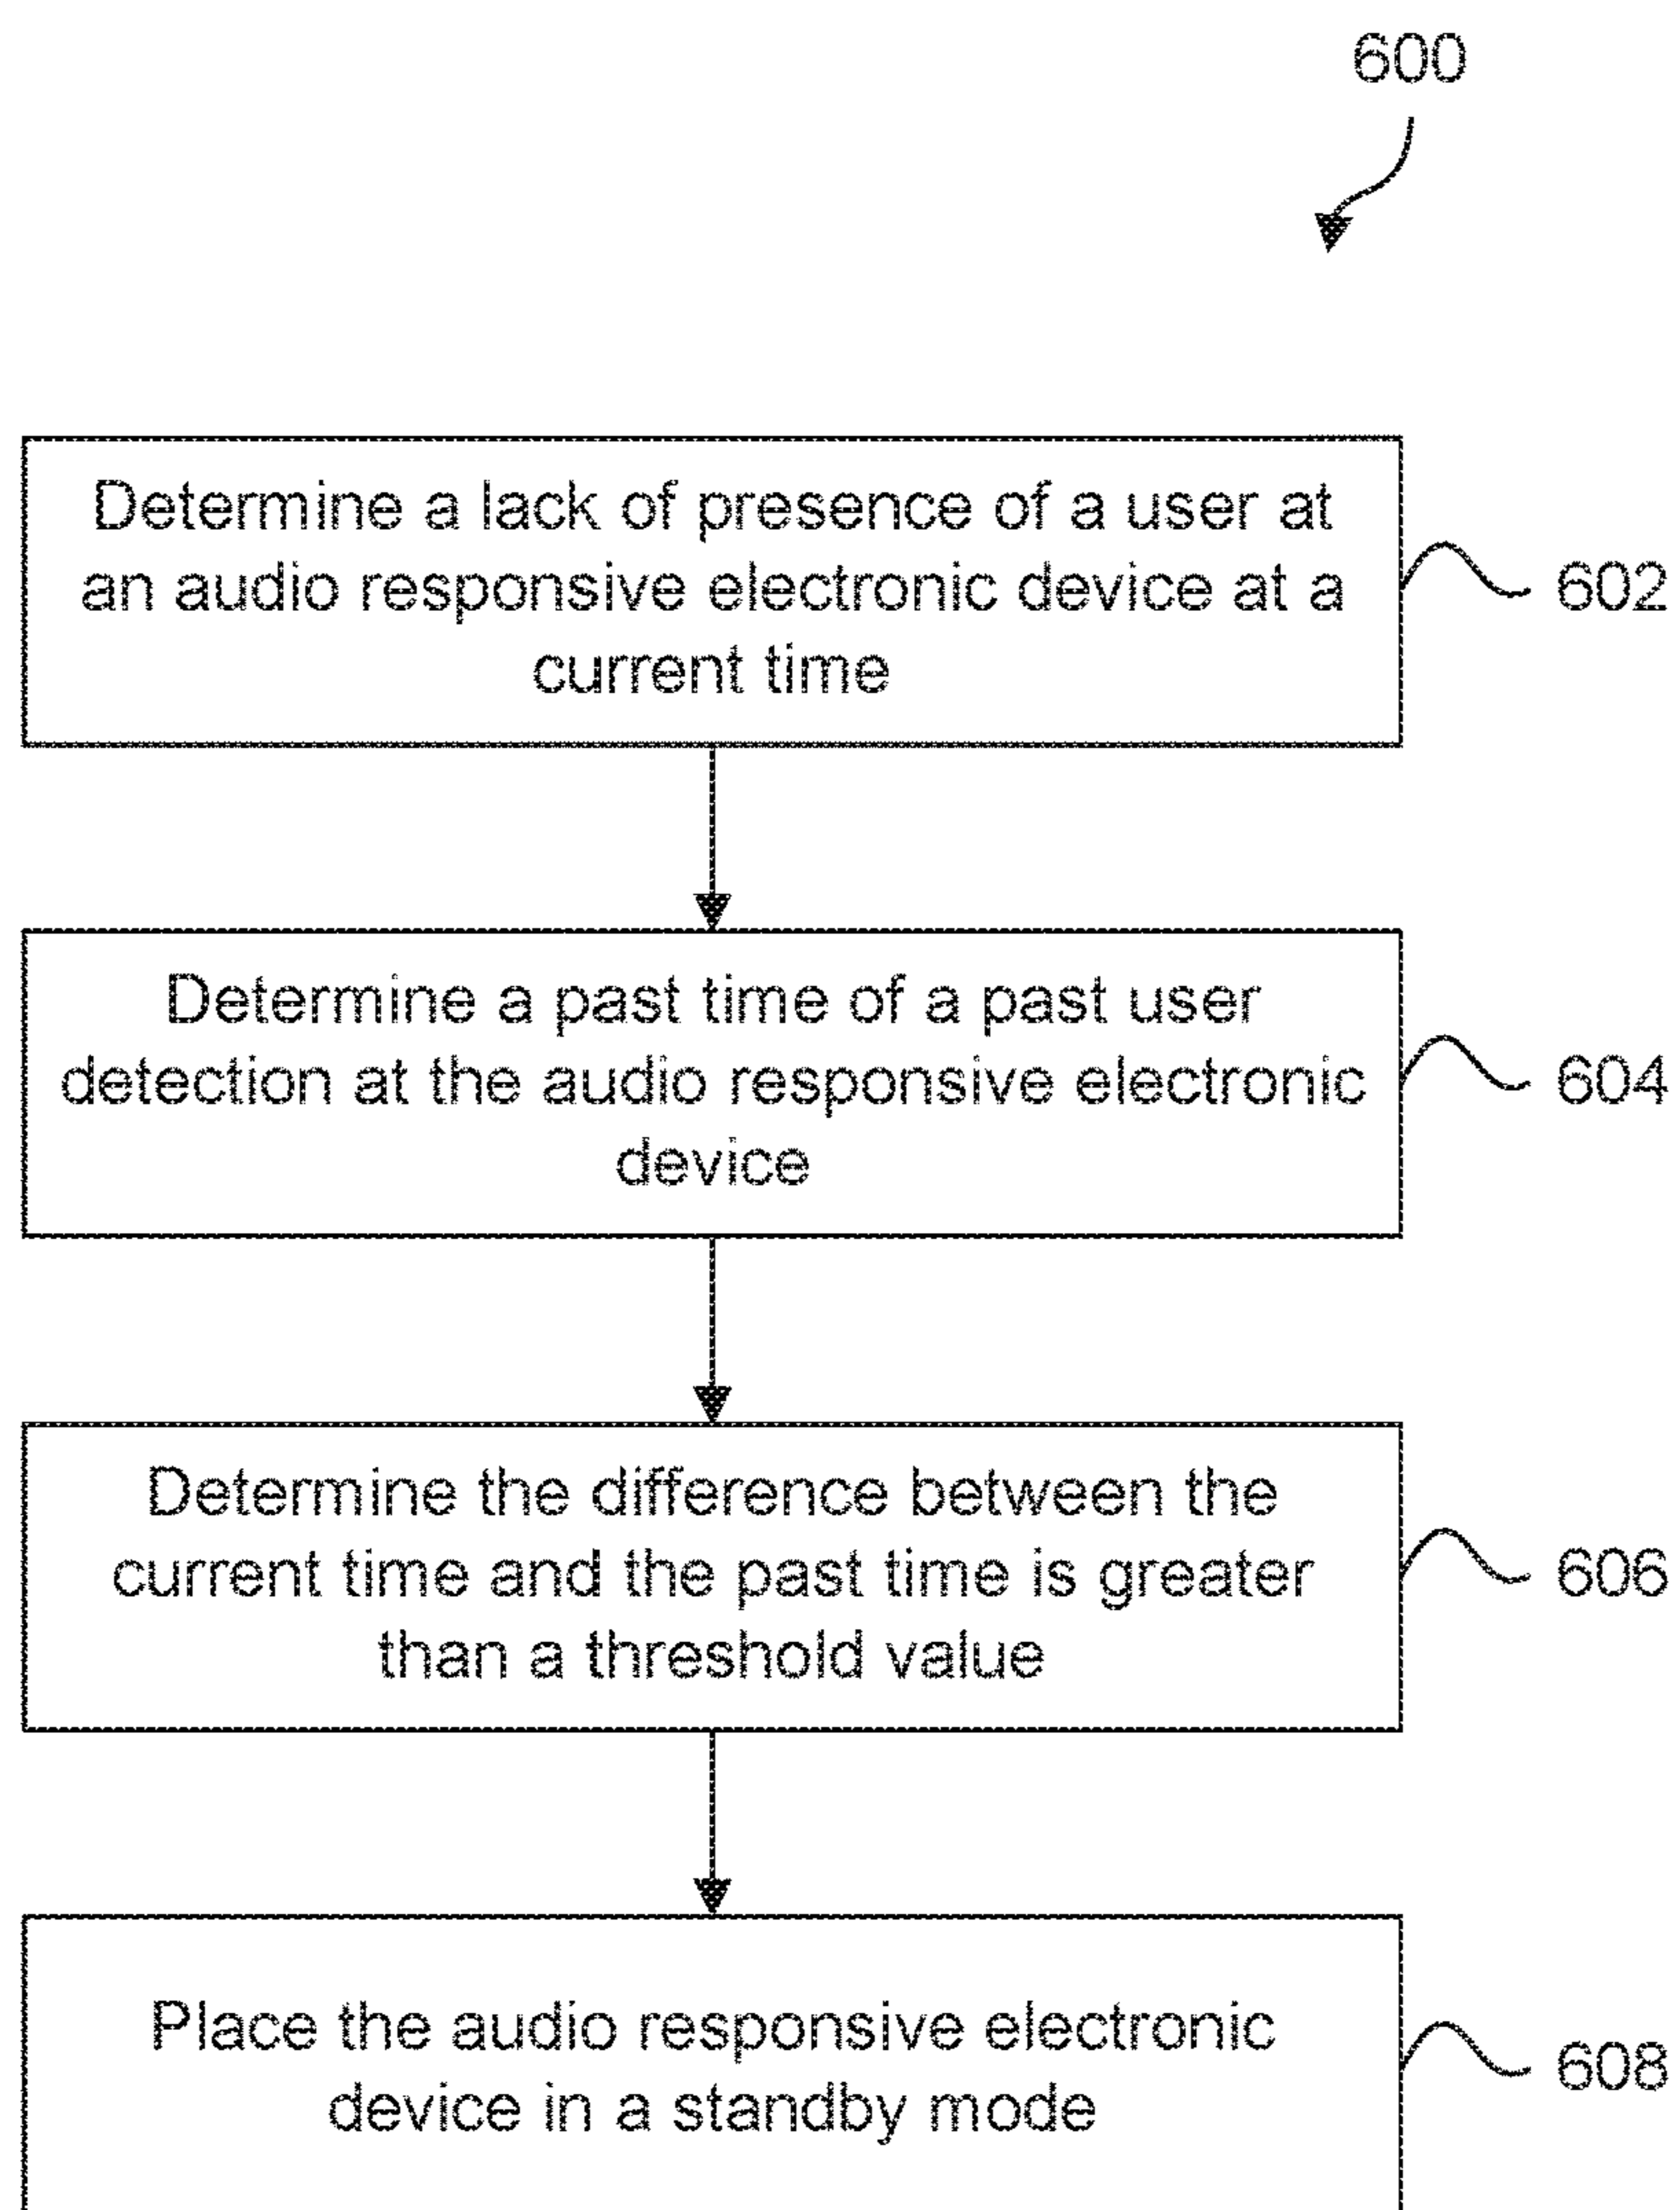 600
Determine a lack of presence of a user at
an audio responsive electronic device at a
current time
602
Determine a past time of a past user
detection at the audio responsive electronic
device
604
Determine the difference between the
current time and the past time is greater
than a threshold value
606
Place the audio responsive electronic
device in a standby mode
608